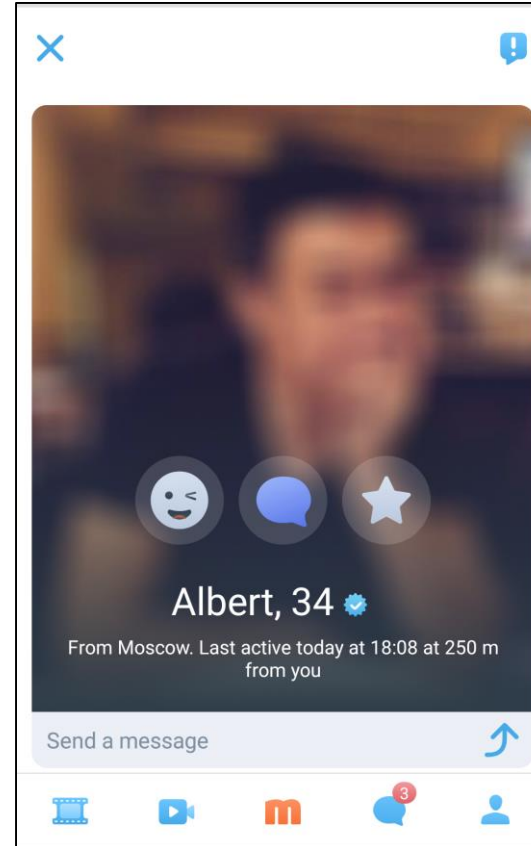 Albert, 34
From Moscow. Last active today at 18:08 at 250 m
from you
Send a message
m
3